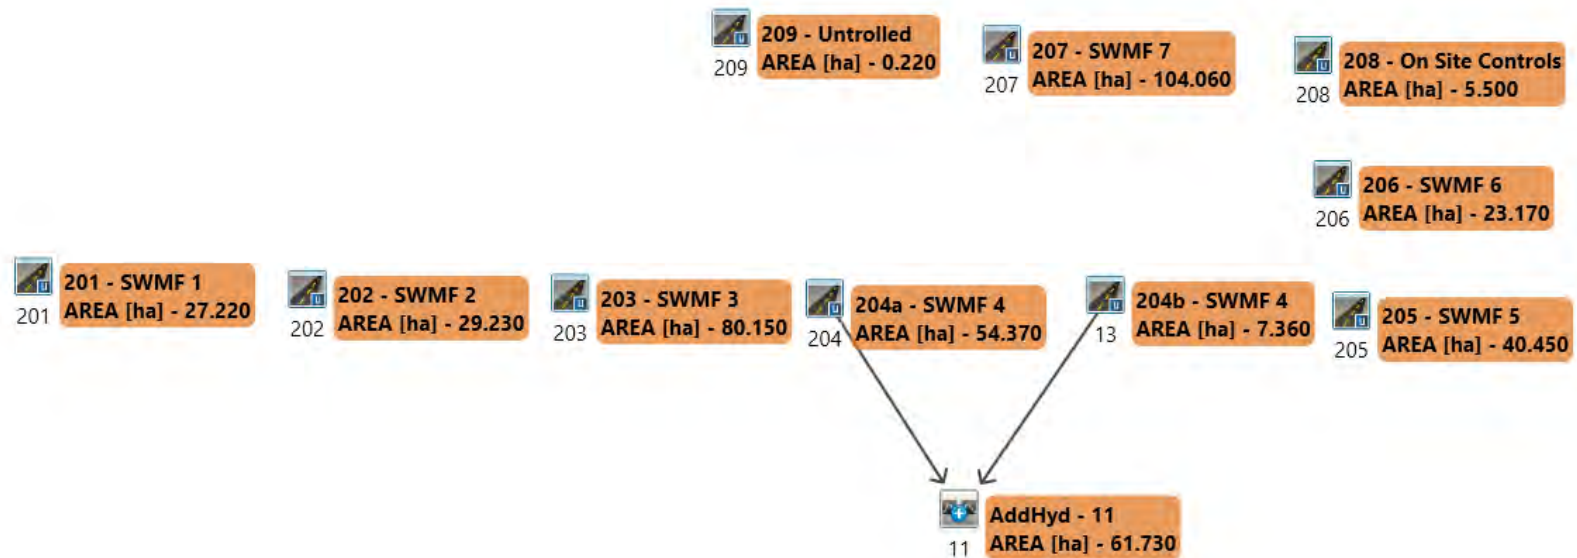 209 - Untrolled
AREA [ha] - 0.220
209
207 - SWMF 7
AREA [ha] - 104.060
207
208 - On Site Controls
AREA [ha] - 5.500
208
206 - SWMF 6
AREA [ha] - 23.170
206
201 - SWMF 1
AREA [ha] - 27.220
201
202 - SWMF 2
AREA [ha] - 29.230
202
203 - SWMF 3
AREA [ha] - 80.150
203
204a - SWMF 4
AREA [ha] - 54.370
204
204b - SWMF 4
AREA [ha] - 7.360
13
205 - SWMF 5
AREA [ha] - 40.450
205
AddHyd - 11
AREA [ha] - 61.730
11